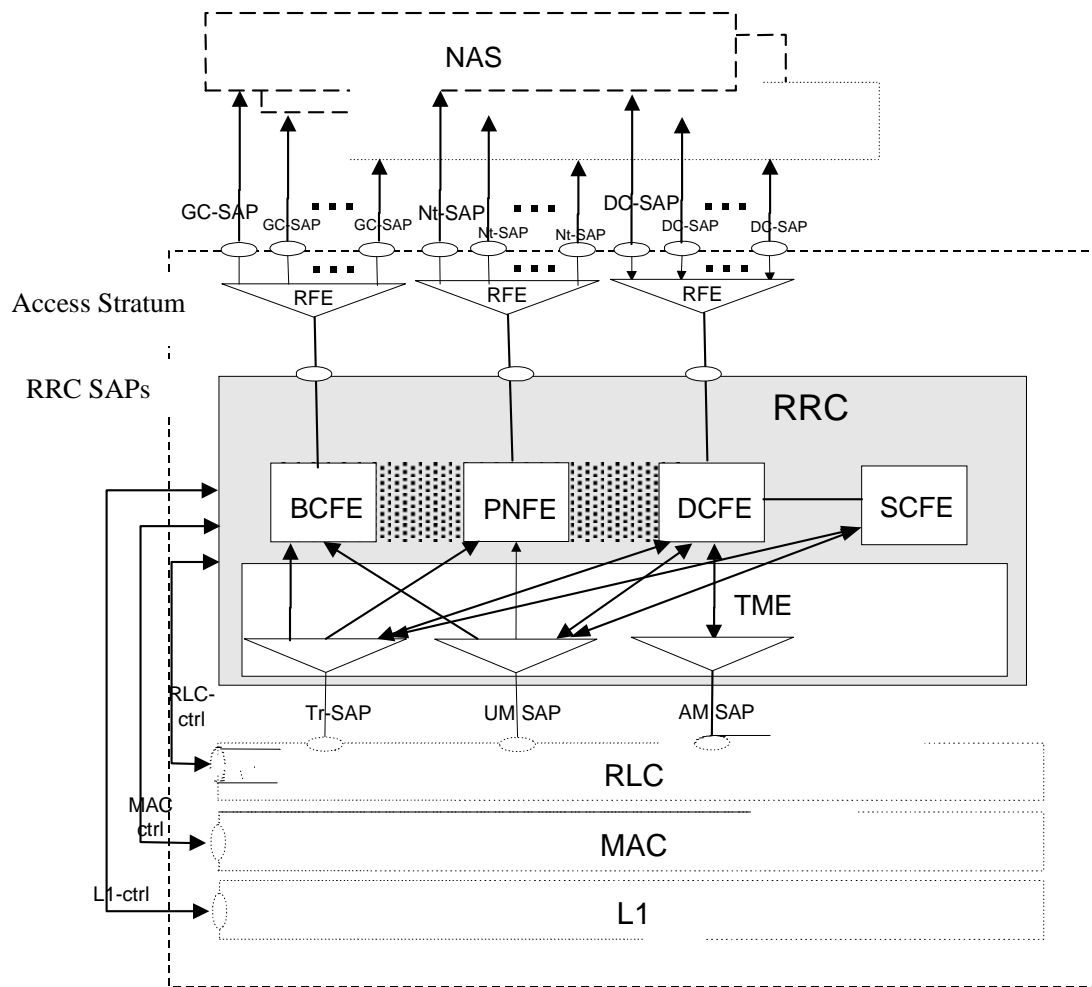 NAS
GC-SAP
GC-SAP
GC-SAP
Nt-SAP
Nt-SAP
Nt-SAP
DC-SAP
DC-SAP
DC-SAP
Access Stratum
RFE
RFE
RFE
RRC SAPs
RRC
BCFE
PNFE
DCFE
SCFE
TME
RLC-
ctrl
Tr-SAP
UM SAP
AM SAP
RLC
MAC
ctrl
MAC
L1-ctrl
L1